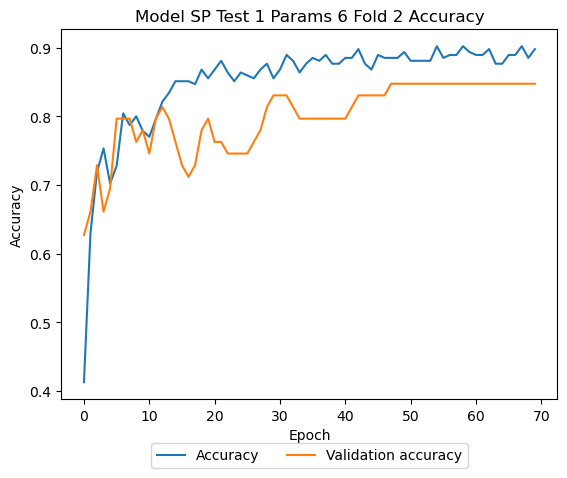 Model SP Test 1 Params 6 Fold 2 Accuracy
0.9
0.8
0.7
0.6
0.5
0.4
Accuracy
0 10 20 30 40 50 60 70
Epoch
Accuracy Validation accuracy